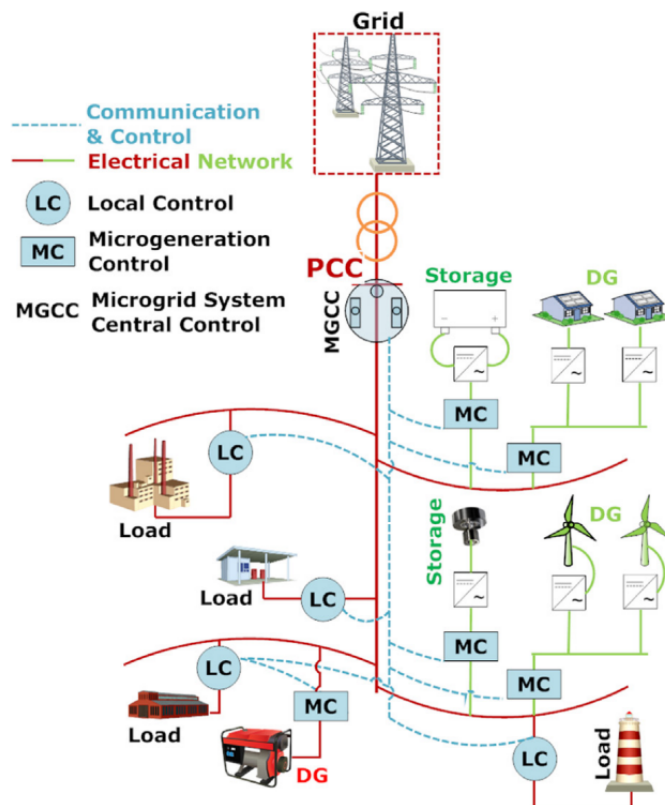 Grid
Communication
& Control
Electrical Network
LC Local Control
MC Microgeneration
Control
MGCC Microgrid System
Central Control
PCC
MGCC
Storage
DG
MC
MC
LC
Load
Storage
DG
Load
LC
MC
MC
LC
Load
MC
DG
LC
Load